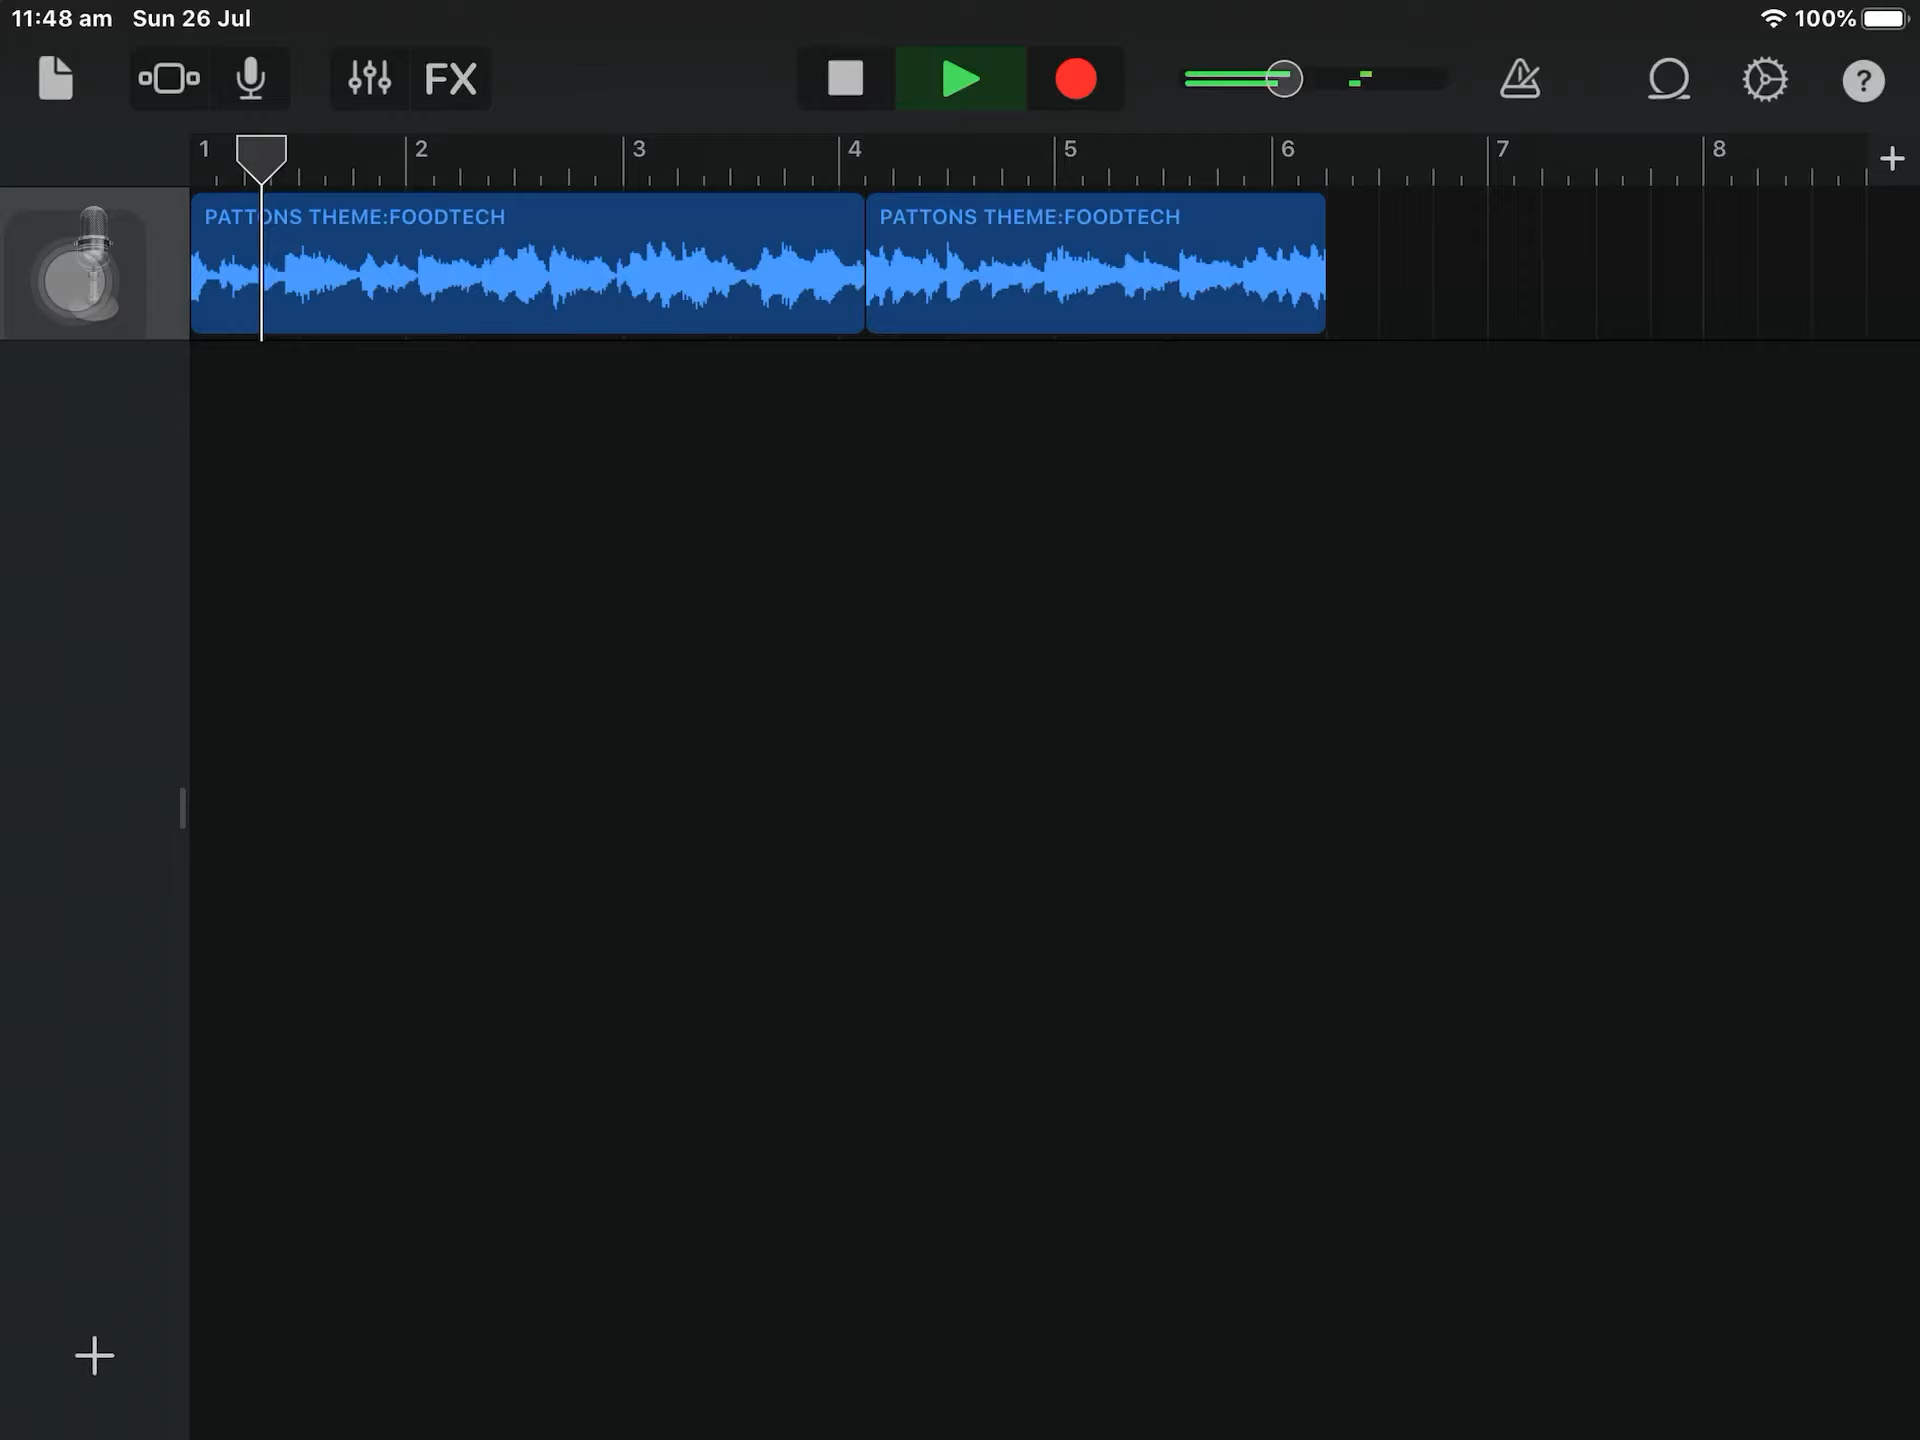 11:48 am Sun 26 Jul 100%
FX ?
1 2 3 4 5 6 7 8
PATTONS THEME:FOODTECH PATTONS THEME:FOODTECH